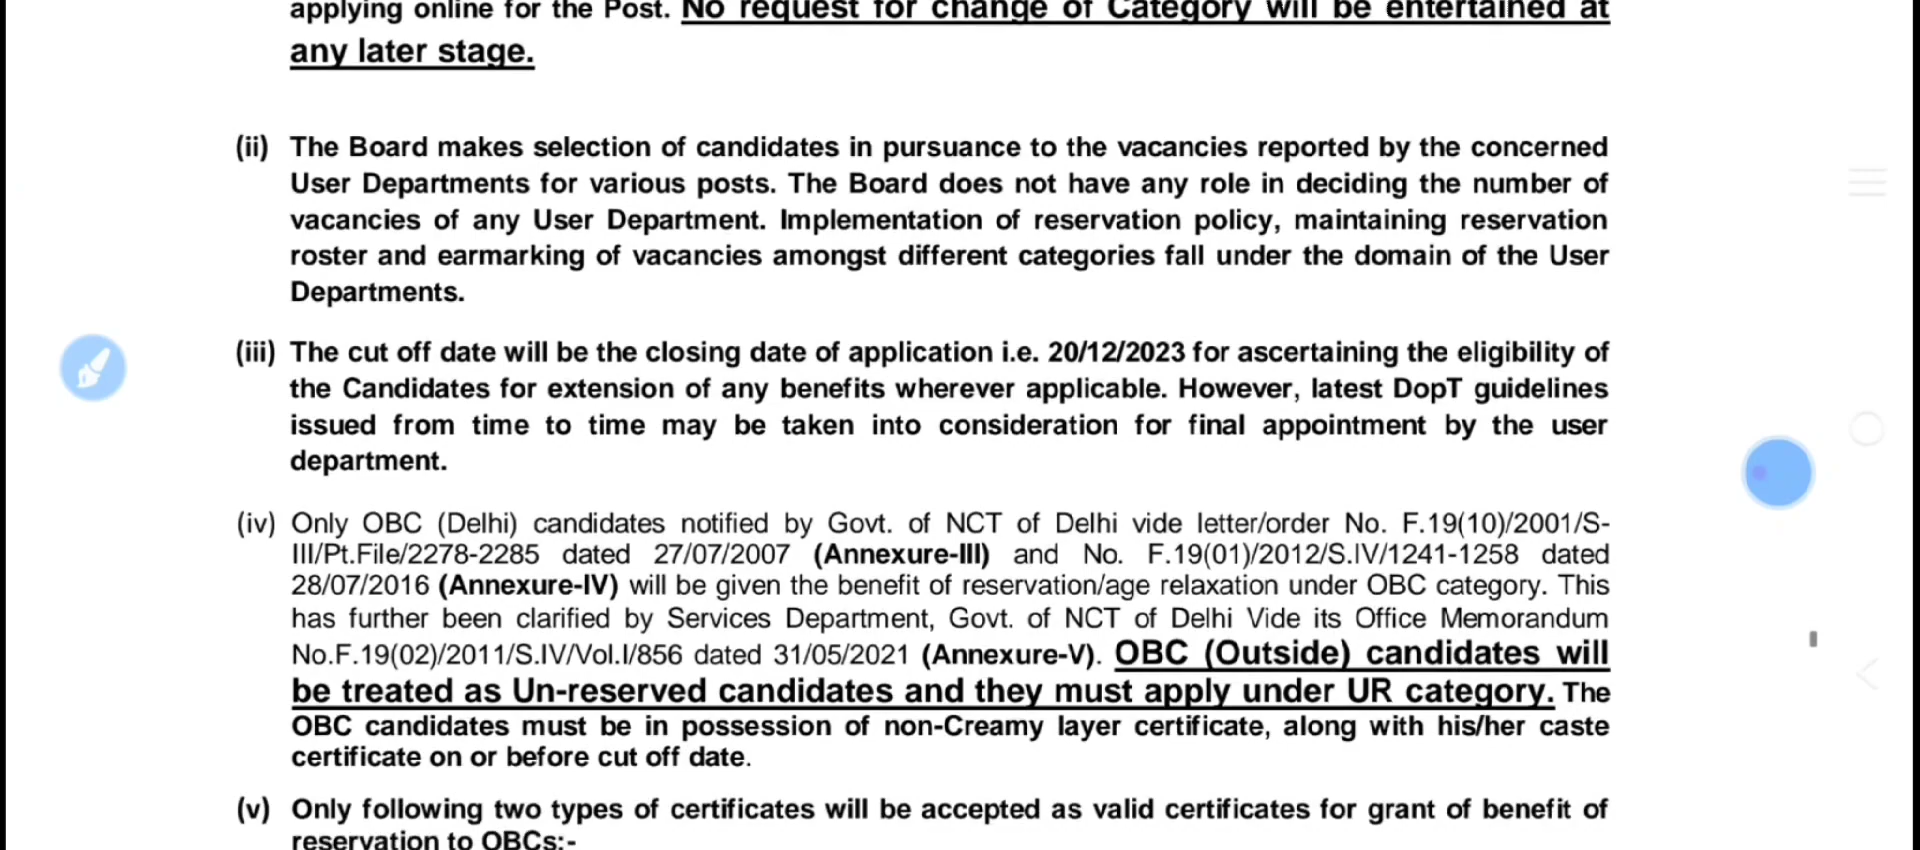 applying online for the Post. No request for change of Category will be entertained at
any later stage.
(ii) The Board makes selection of candidates in pursuance to the vacancies reported by the concerned
User Departments for various posts. The Board does not have any role in deciding the number of
vacancies of any User Department. Implementation of reservation policy, maintaining reservation
roster and earmarking of vacancies amongst different categories fall under the domain of the User
Departments.
(iii) The cut off date will be the closing date of application i.e. 20/12/2023 for ascertaining the eligibility of
the Candidates for extension of any benefits wherever applicable. However, latest DopT guidelines
issued from time to time may be taken into consideration for final appointment by the user
department.
(iv) Only OBC (Delhi) candidates notified by Govt. of NCT of Delhi vide letter/order No. F.19(10)/2001/S-
III/Pt.File/2278-2285 dated 27/07/2007 (Annexure-III) and No. F.19(01)/2012/S.IV/1241-1258 dated
28/07/2016 (Annexure-IV) will be given the benefit of reservation/age relaxation under OBC category. This
has further been clarified by Services Department, Govt. of NCT of Delhi Vide its Office Memorandum
No.F.19(02)/2011/S.IV/Vol.I/856 dated 31/05/2021 (Annexure-V). OBC (Outside) candidates will
be treated as Un-reserved candidates and they must apply under UR category. The
OBC candidates must be in possession of non-Creamy layer certificate, along with his/her caste
certificate on or before cut off date.
(v) Only following two types of certificates will be accepted as valid certificates for grant of benefit of
reservation to OBCs:-